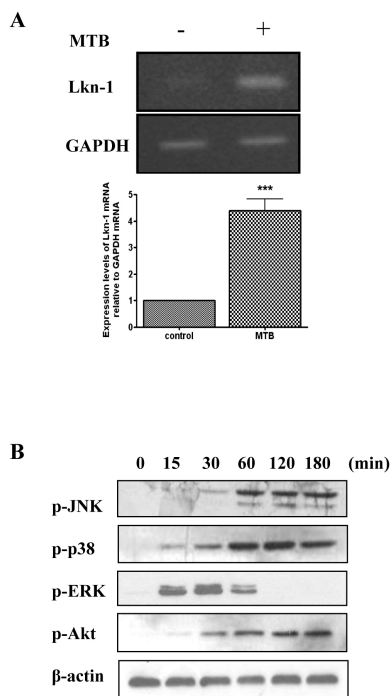 A
MTB - +
Lkn-1
GAPDH
Expression levels of Lkn-1 mRNA
relative to GAPDH mRNA
5
4
3
2
1
0
***
control MTB
B
0 15 30 60 120 180 (min)
p-JNK
p-p38
p-ERK
p-Akt
β-actin